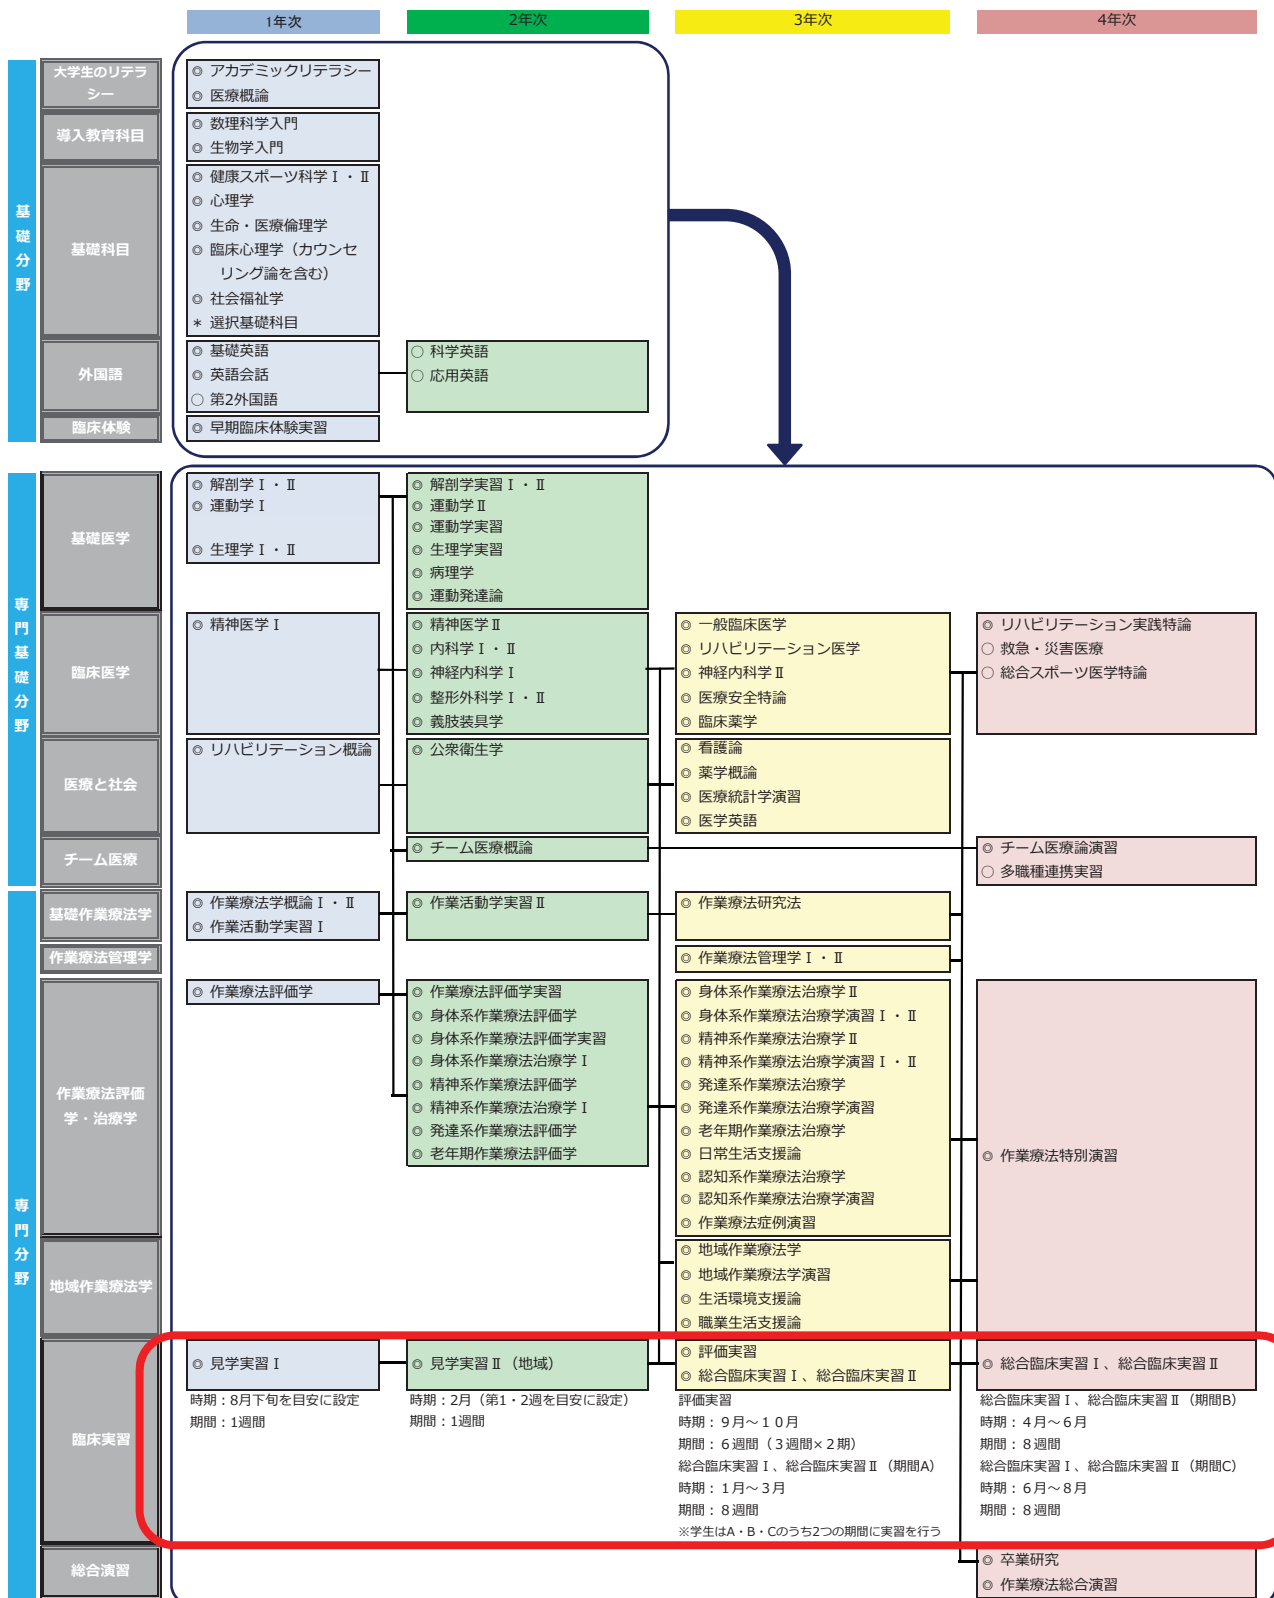 1年次
2年次
3年次
4年次
基礎分野
大学生のリテラ
シー
◎ アカデミックリテラシー
◎ 医療概論
導入教育科目
◎ 数理科学入門
◎ 生物学入門
基礎科目
◎ 健康スポーツ科学Ⅰ・Ⅱ
◎ 心理学
◎ 生命・医療倫理学
◎ 臨床心理学（カウンセ
リング論を含む）
◎ 社会福祉学
* 選択基礎科目
外国語
◎ 基礎英語
◎ 英語会話
○ 第2外国語
○ 科学英語
○ 応用英語
臨床体験
◎ 早期臨床体験実習
専門基礎分野
基礎医学
◎ 解剖学Ⅰ・Ⅱ
◎ 運動学Ⅰ
◎ 生理学Ⅰ・Ⅱ
◎ 解剖学実習Ⅰ・Ⅱ
◎ 運動学Ⅱ
◎ 運動学実習
◎ 生理学実習
◎ 病理学
◎ 運動発達論
臨床医学
◎ 精神医学Ⅰ
◎ 精神医学Ⅱ
◎ 内科学Ⅰ・Ⅱ
◎ 神経内科学Ⅰ
◎ 整形外科学Ⅰ・Ⅱ
◎ 義肢装具学
◎ 一般臨床医学
◎ リハビリテーション医学
◎ 神経内科学Ⅱ
◎ 医療安全特論
◎ 臨床薬学
◎ リハビリテーション実践特論
○ 救急・災害医療
○ 総合スポーツ医学特論
医療と社会
◎ リハビリテーション概論
◎ 公衆衛生学
◎ 看護論
◎ 薬学概論
◎ 医療統計学演習
◎ 医学英語
チーム医療
◎ チーム医療概論
◎ チーム医療論演習
○ 多職種連携実習
専門分野
基礎作業療法学
◎ 作業療法学概論Ⅰ・Ⅱ
◎ 作業活動学実習Ⅰ
◎ 作業活動学実習Ⅱ
◎ 作業療法研究法
作業療法管理学
◎ 作業療法管理学Ⅰ・Ⅱ
作業療法評価
学・治療学
◎ 作業療法評価学
◎ 作業療法評価学実習
◎ 身体系作業療法評価学
◎ 身体系作業療法評価学実習
◎ 身体系作業療法治療学Ⅰ
◎ 精神系作業療法評価学
◎ 精神系作業療法治療学Ⅰ
◎ 発達系作業療法評価学
◎ 老年期作業療法評価学
◎ 身体系作業療法治療学Ⅱ
◎ 身体系作業療法治療学演習Ⅰ・Ⅱ
◎ 精神系作業療法治療学Ⅱ
◎ 精神系作業療法治療学演習Ⅰ・Ⅱ
◎ 発達系作業療法治療学
◎ 発達系作業療法治療学演習
◎ 老年期作業療法治療学
◎ 日常生活支援論
◎ 認知系作業療法治療学
◎ 認知系作業療法治療学演習
◎ 作業療法症例演習
◎ 作業療法特別演習
地域作業療法学
◎ 地域作業療法学
◎ 地域作業療法学演習
◎ 生活環境支援論
◎ 職業生活支援論
臨床実習
◎ 見学実習Ⅰ
時期：8月下旬を目安に設定
期間：1週間
◎ 見学実習Ⅱ（地域）
時期：2月（第1・2週を目安に設定）
期間：1週間
◎ 評価実習
◎ 総合臨床実習Ⅰ、総合臨床実習Ⅱ
評価実習
時期：９月～１０月
期間：６週間（３週間×２期）
総合臨床実習Ⅰ、総合臨床実習Ⅱ（期間A）
時期：１月～３月
期間：８週間
※学生はA・B・Cのうち2つの期間に実習を行う
◎ 総合臨床実習Ⅰ、総合臨床実習Ⅱ
総合臨床実習Ⅰ、総合臨床実習Ⅱ（期間B）
時期：４月～６月
期間：８週間
総合臨床実習Ⅰ、総合臨床実習Ⅱ（期間C）
時期：６月～８月
期間：８週間
総合演習
◎ 卒業研究
◎ 作業療法総合演習